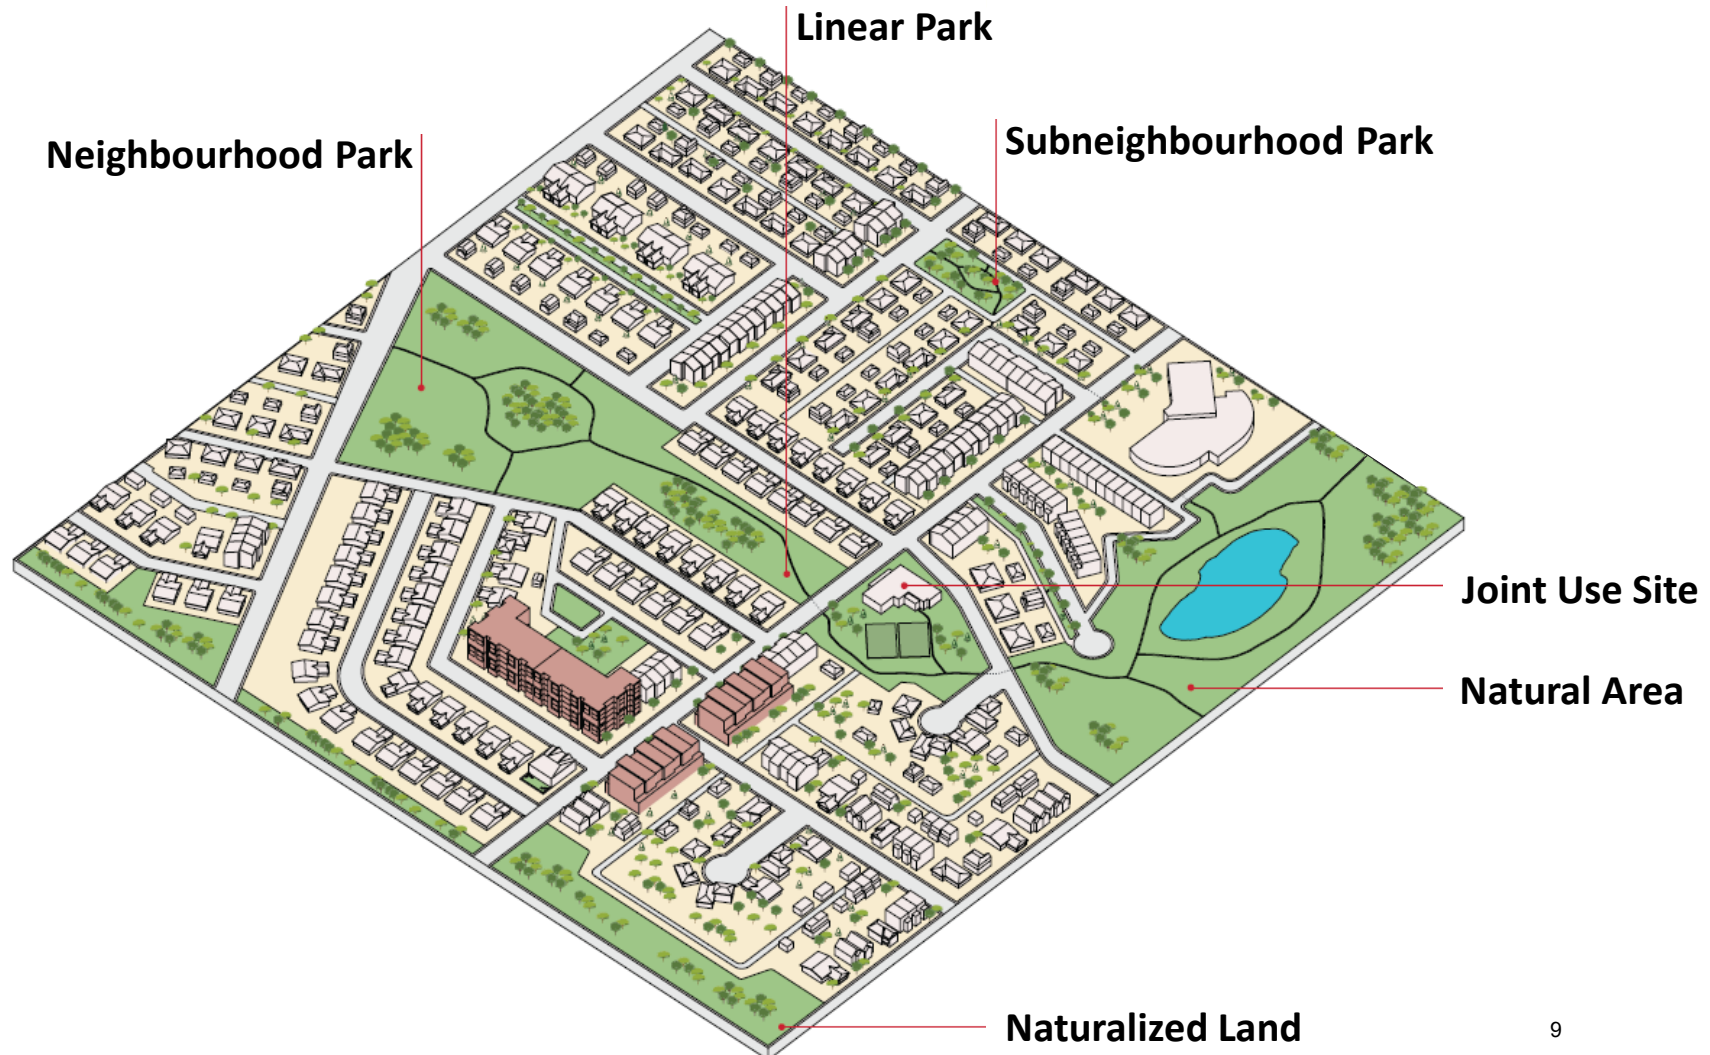 Linear Park
Subneighbourhood Park
Neighbourhood Park
Joint Use Site
Natural Area
Naturalized Land
9